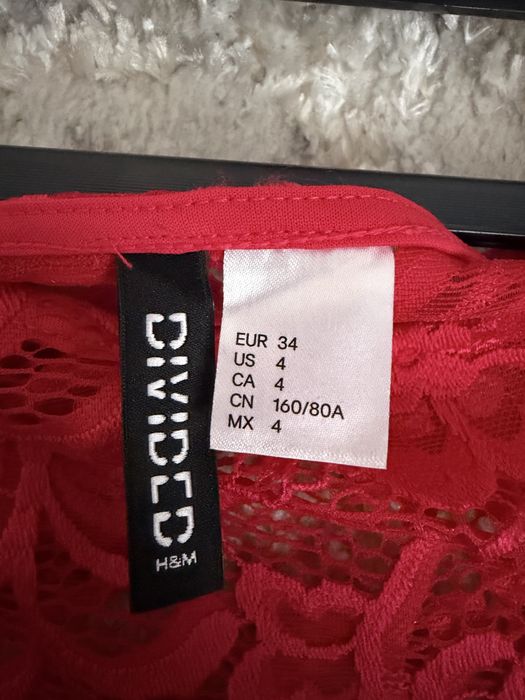 DIVIDED
H&M
EUR 34
US 4
CA 4
CN 160/80A
MX 4